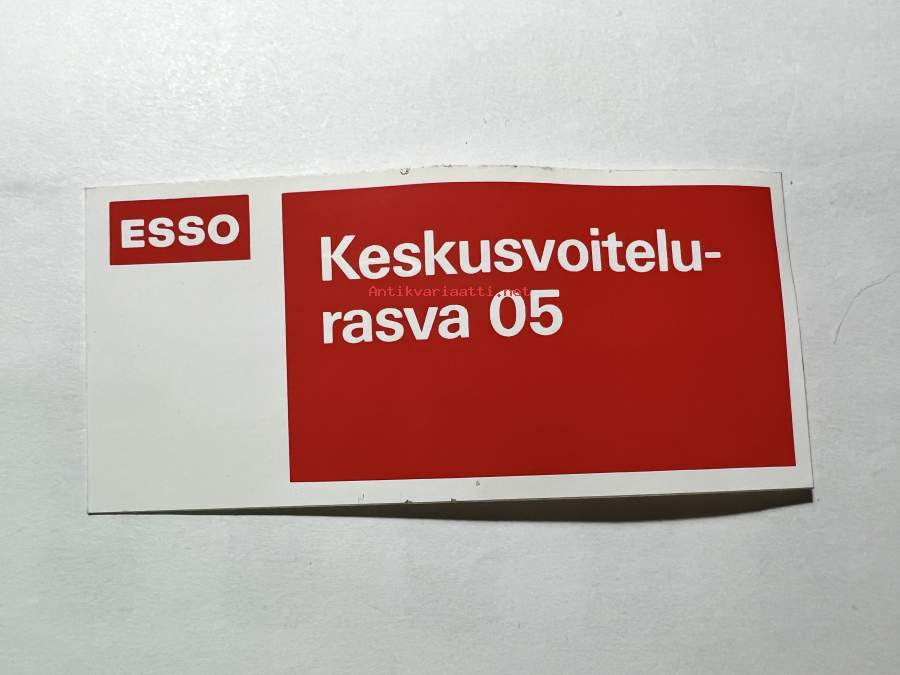 ESSO
Keskusvoitelu-
Antikvariaatti.net
rasva 05